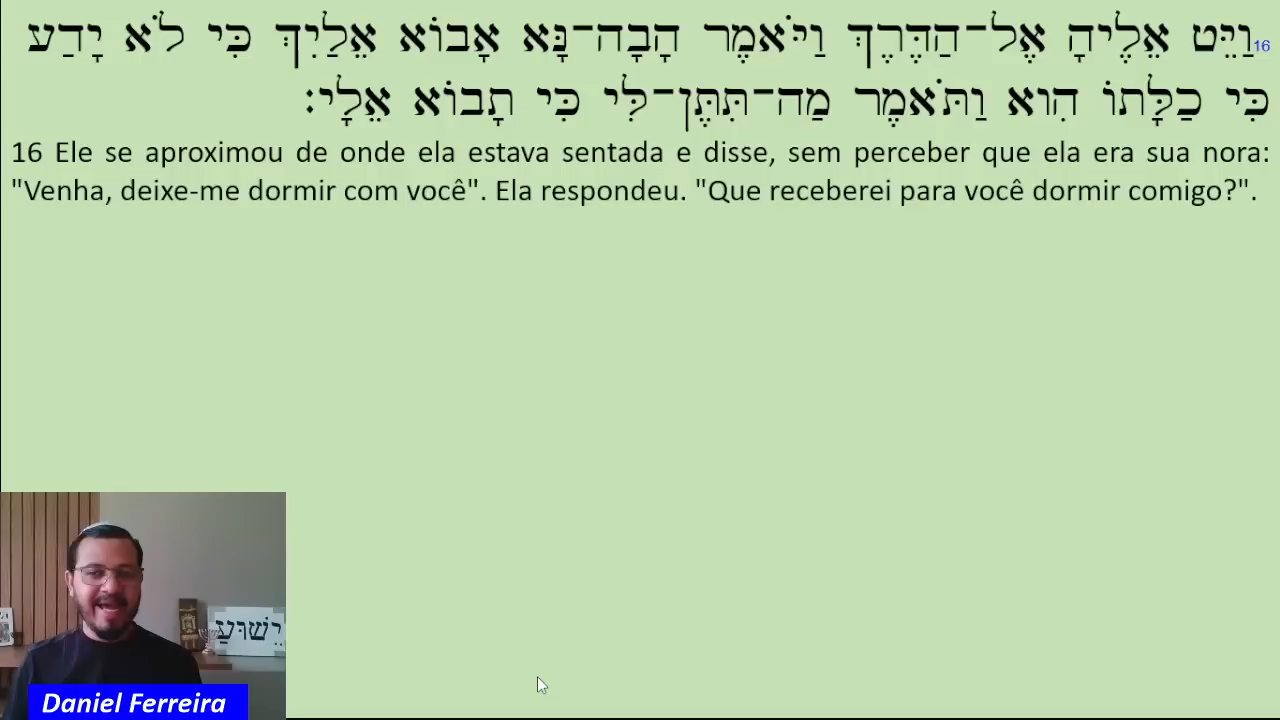 16וַיֵּט אֵלֶיהָ אֶל־הַדֶּרֶךְ וַיֹּאמֶר הָבָה־נָּא אָבוֹא אֵלַיִךְ כִּי לֹא יָדַע
כִּי כַלָּתוֹ הִוא וַתֹּאמֶר מַה־תִּתֶּן־לִּי כִּי תָבוֹא אֵלָי׃
16 Ele se aproximou de onde ela estava sentada e disse, sem perceber que ela era sua nora:
"Venha, deixe-me dormir com você". Ela respondeu. "Que receberei para você dormir comigo?".
יֵשׁוּעַ
Daniel Ferreira